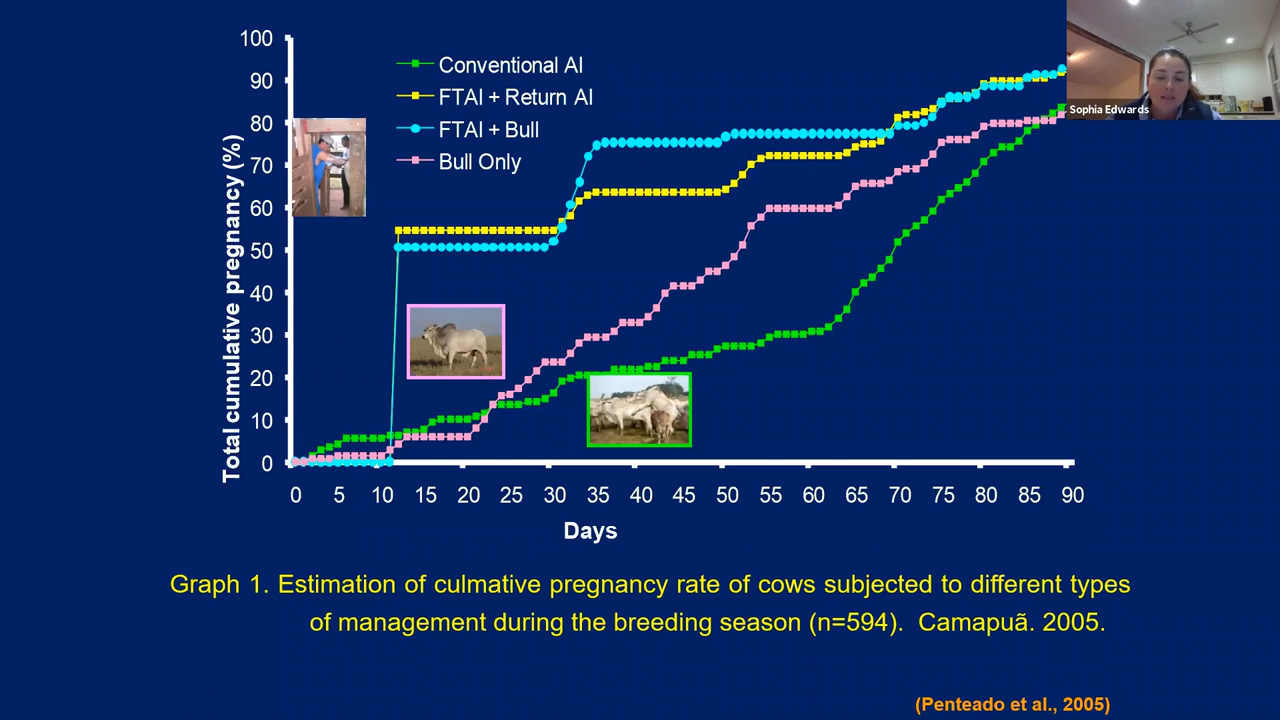 100
90
80
70
60
50
40
30
20
10
0
Total cumulative pregnancy (%)
Conventional AI
FTAI + Return AI
FTAI + Bull
Bull Only
0 5 10 15 20 25 30 35 40 45 50 55 60 65 70 75 80 85 90
Days
Sophia Edwards
Graph 1. Estimation of culmative pregnancy rate of cows subjected to different types
of management during the breeding season (n=594). Camapuã. 2005.
(Penteado et al., 2005)